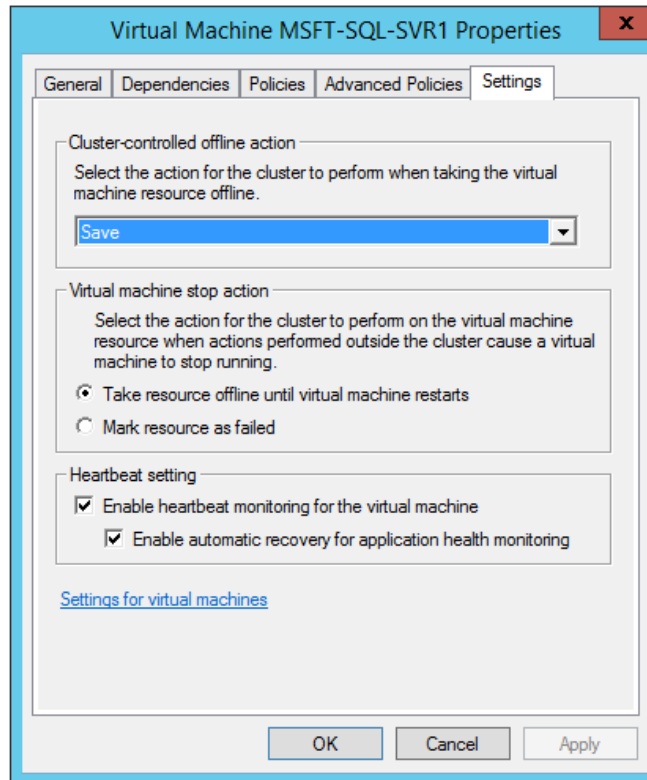 Virtual Machine MSFT-SQL-SVR1 Properties
x
General Dependencies Policies Advanced Policies Settings
Cluster-controlled offline action
Select the action for the cluster to perform when taking the virtual
machine resource offline.
Save
Virtual machine stop action
Select the action for the cluster to perform on the virtual machine
resource when actions performed outside the cluster cause a virtual
machine to stop running.
Take resource offline until virtual machine restarts
Mark resource as failed
Heartbeat setting
Enable heartbeat monitoring for the virtual machine
Enable automatic recovery for application health monitoring
Settings for virtual machines
OK Cancel Apply